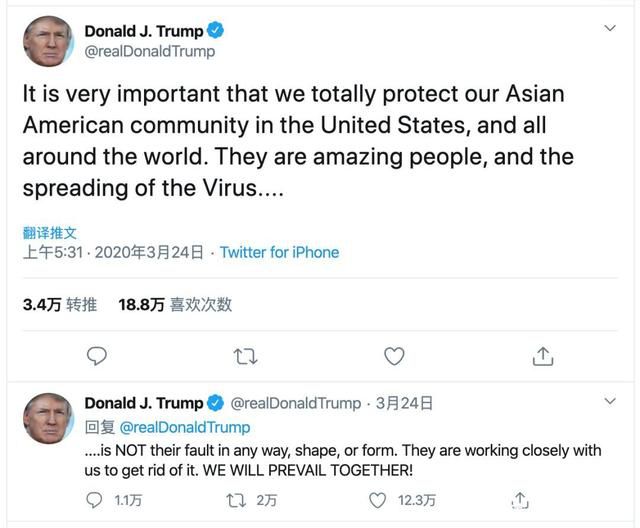 Donald J. Trump
@realDonaldTrump
It is very important that we totally protect our Asian
American community in the United States, and all
around the world. They are amazing people, and the
spreading of the Virus....
翻译推文
上午5:31 · 2020年3月24日 · Twitter for iPhone
3.4万 转推 18.8万 喜欢次数
Donald J. Trump @realDonaldTrump · 3月24日
回复 @realDonaldTrump
....is NOT their fault in any way, shape, or form. They are working closely with
us to get rid of it. WE WILL PREVAIL TOGETHER!
1.1万 2万 12.3万